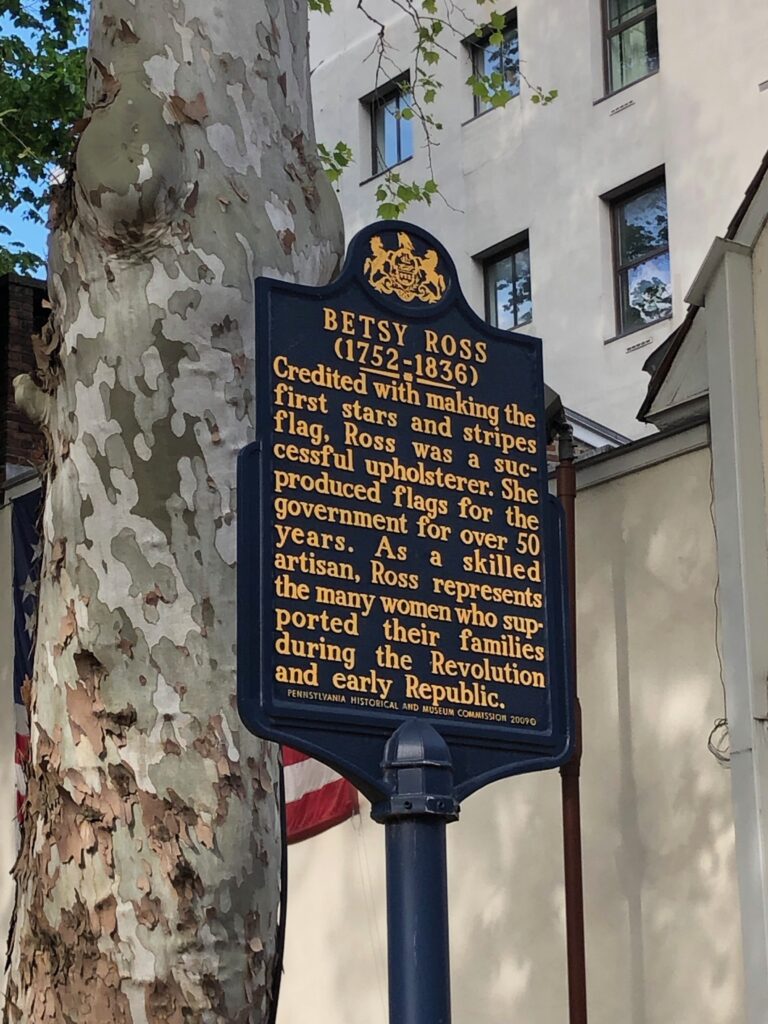 BETSY ROSS
(1752-1836)
Credited with making the
first stars and stripes
flag, Ross was a suc-
cessful upholsterer. She
produced flags for the
government for over 50
years. As a skilled
artisan, Ross represents
the many women who sup-
ported their families
during the Revolution
and early Republic.
PENNSYLVANIA HISTORICAL AND MUSEUM COMMISSION 2009©